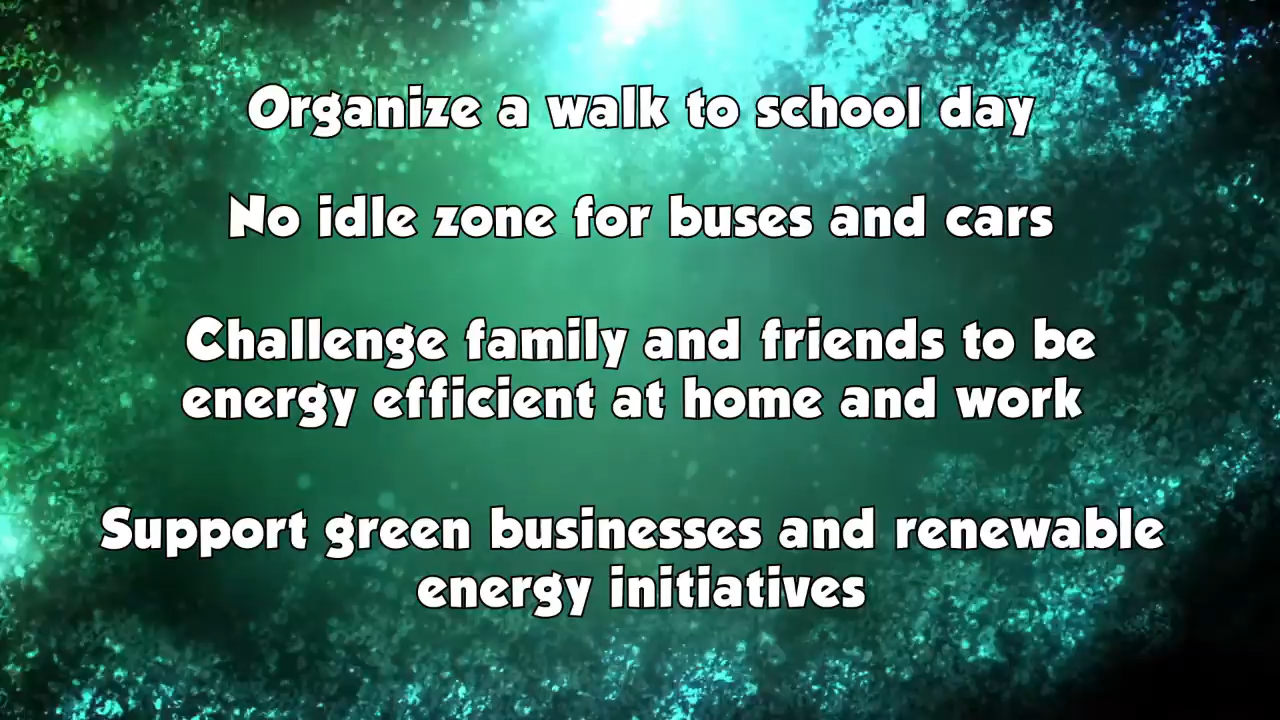 Organize a walk to school day
No idle zone for buses and cars
Challenge family and friends to be
energy efficient at home and work
Support green businesses and renewable
energy initiatives